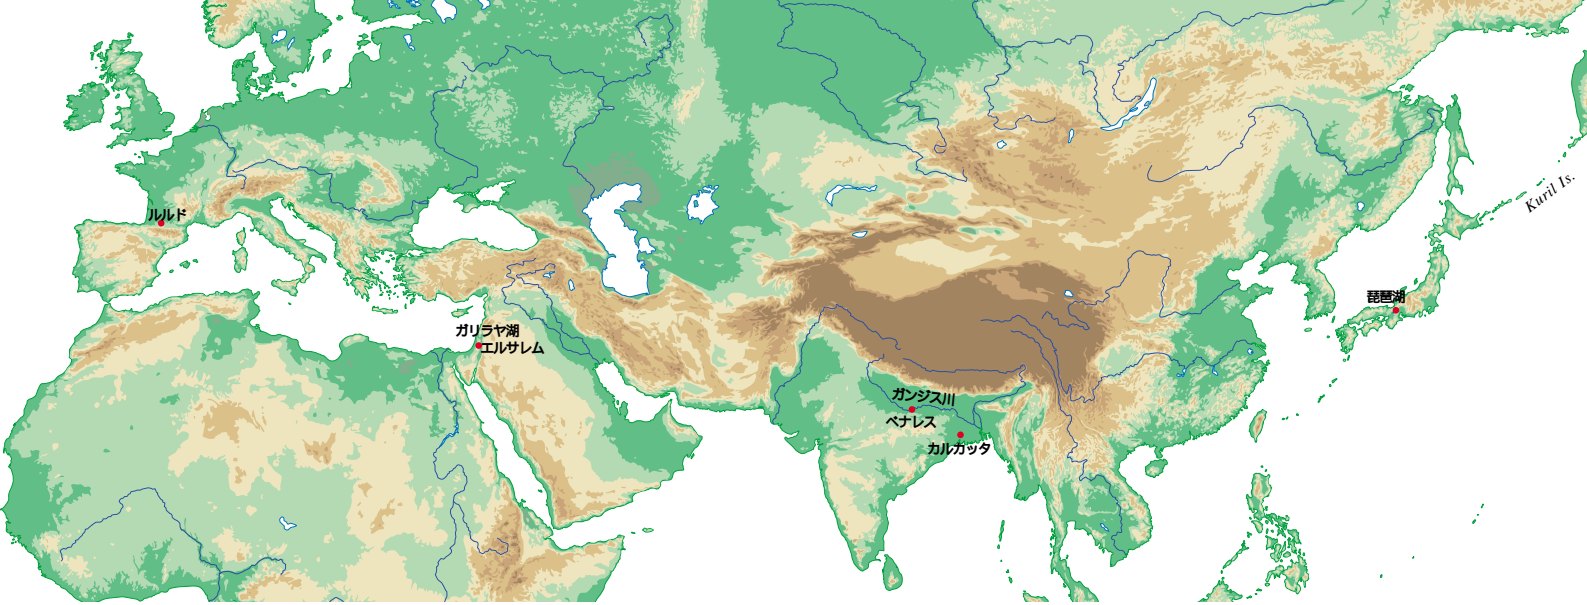 Kuril Is.
ルルド
琵琶湖
ガリラヤ湖
エルサレム
ガンジス川
ベナレス
カルカッタ